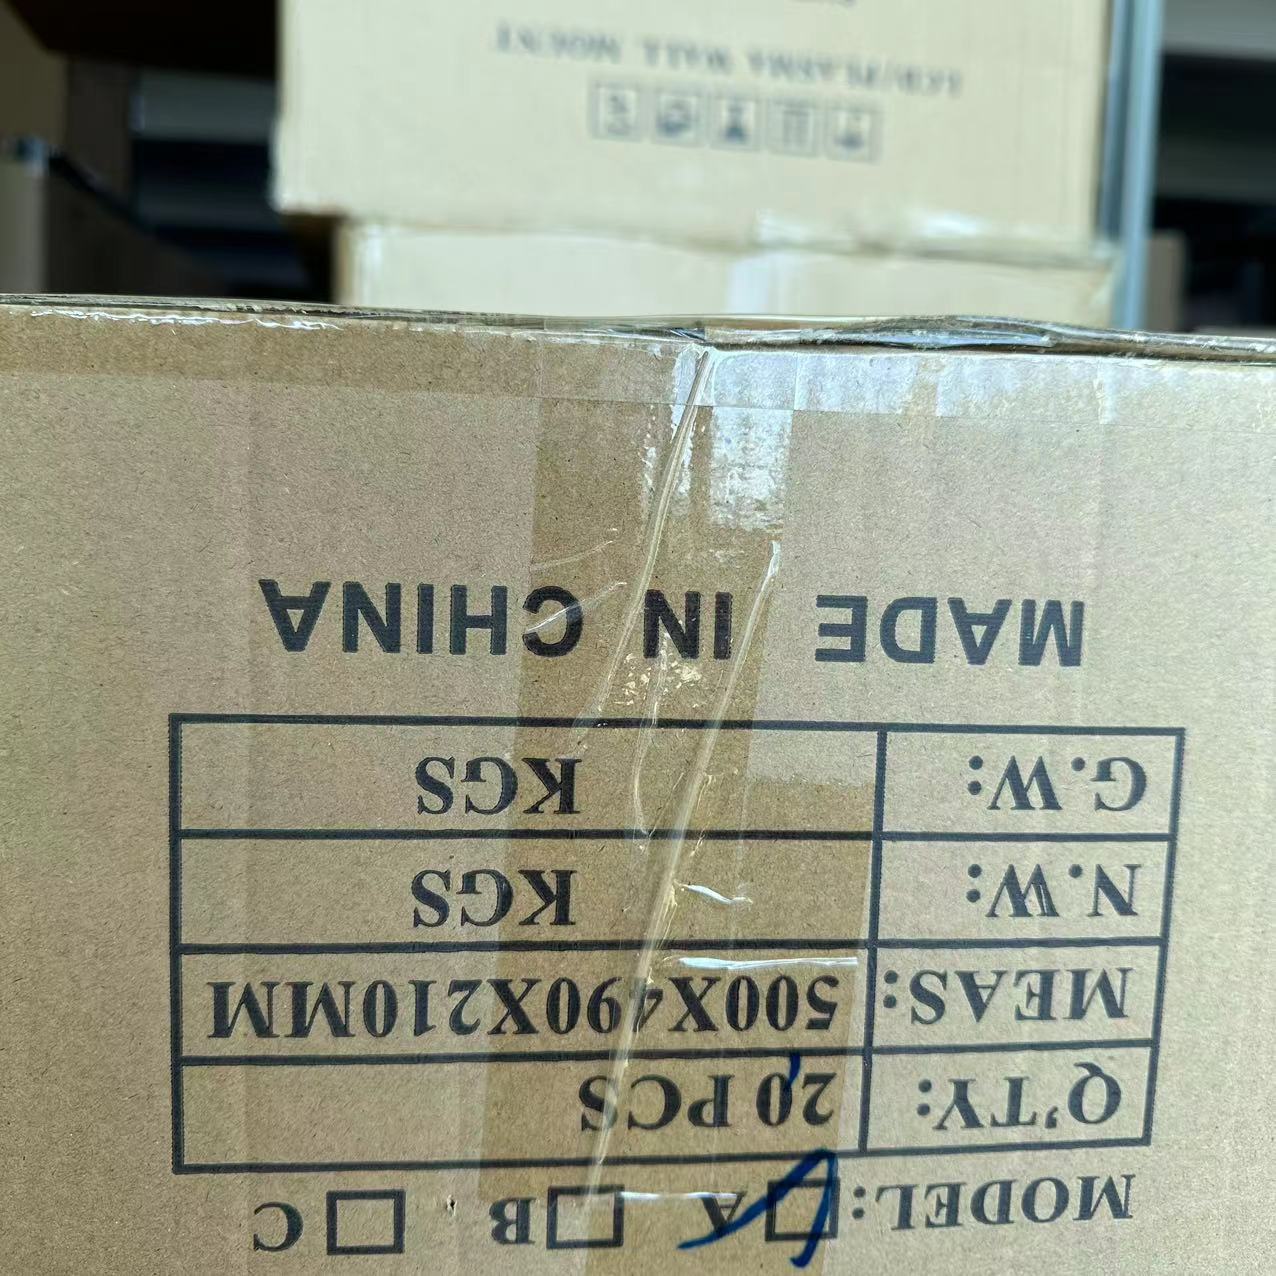 MODEL: □ A □ B □ C
Q'TY: 20 PCS
MEAS: 500X490X210MM
N.W: KGS
G.W: KGS
MADE IN CHINA
LCD/PLASMA WALL MOUNT